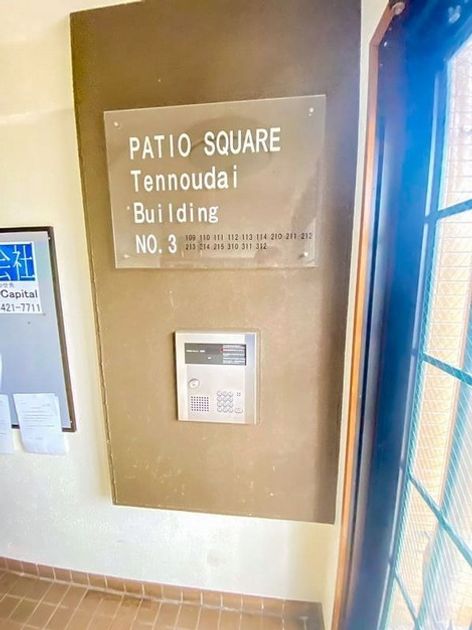 PATIO SQUARE
Tennoudai
Building
NO.3 109 110 111 112 113 114 210 211 212
213 214 215 310 311 312
会社
Capital
421-7711